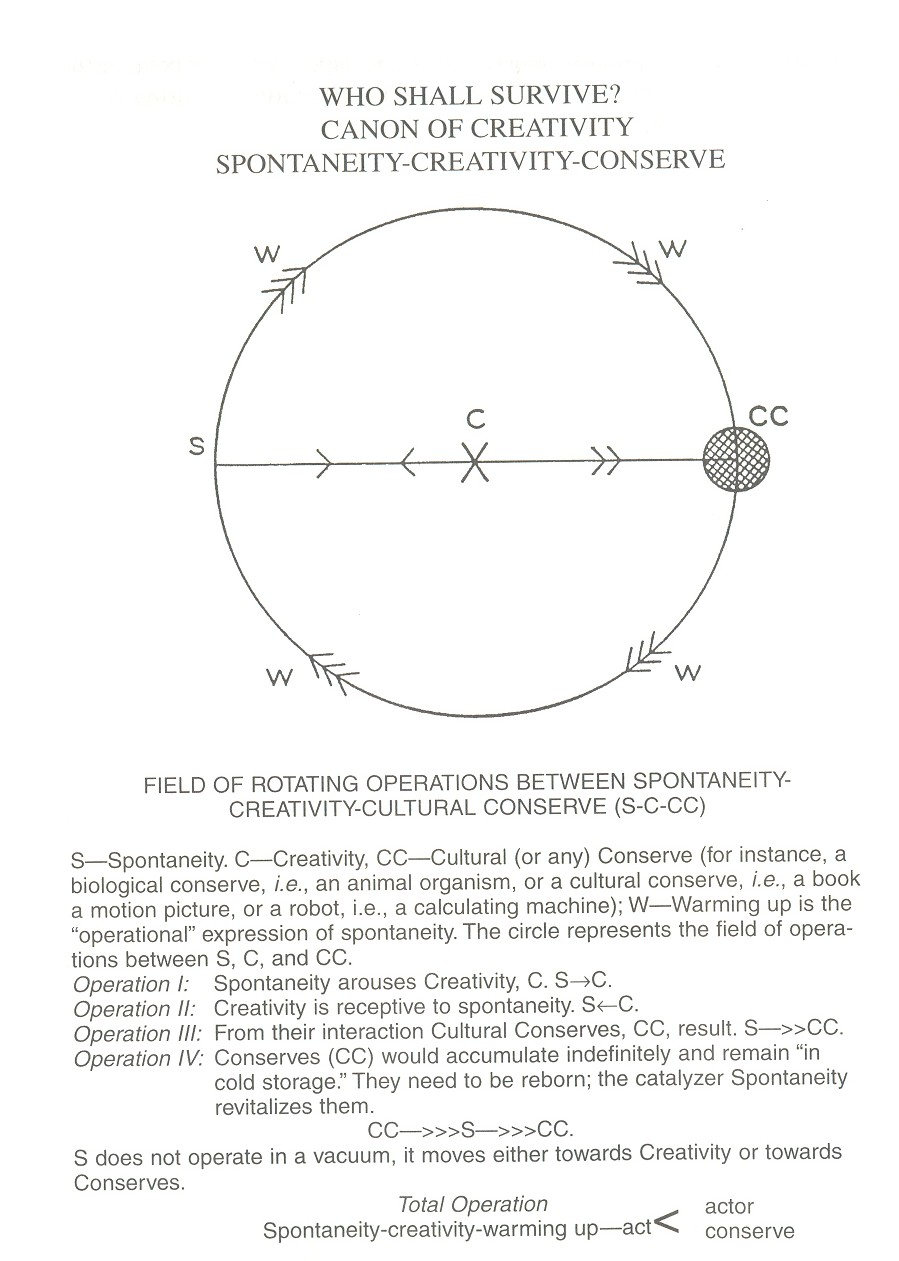 WHO SHALL SURVIVE?
CANON OF CREATIVITY
SPONTANEITY-CREATIVITY-CONSERVE
W
W
C
CC
S
W
W
FIELD OF ROTATING OPERATIONS BETWEEN SPONTANEITY-
CREATIVITY-CULTURAL CONSERVE (S-C-CC)
S—Spontaneity. C—Creativity, CC—Cultural (or any) Conserve (for instance, a
biological conserve, i.e., an animal organism, or a cultural conserve, i.e., a book
a motion picture, or a robot, i.e., a calculating machine); W—Warming up is the
“operational” expression of spontaneity. The circle represents the field of opera-
tions between S, C, and CC.
Operation I: Spontaneity arouses Creativity, C. S→C.
Operation II: Creativity is receptive to spontaneity. S←C.
Operation III: From their interaction Cultural Conserves, CC, result. S—>>CC.
Operation IV: Conserves (CC) would accumulate indefinitely and remain “in
cold storage.” They need to be reborn; the catalyzer Spontaneity
revitalizes them.
CC—>>>S—>>>CC.
S does not operate in a vacuum, it moves either towards Creativity or towards
Conserves.
Total Operation
Spontaneity-creativity-warming up—act< actor
conserve